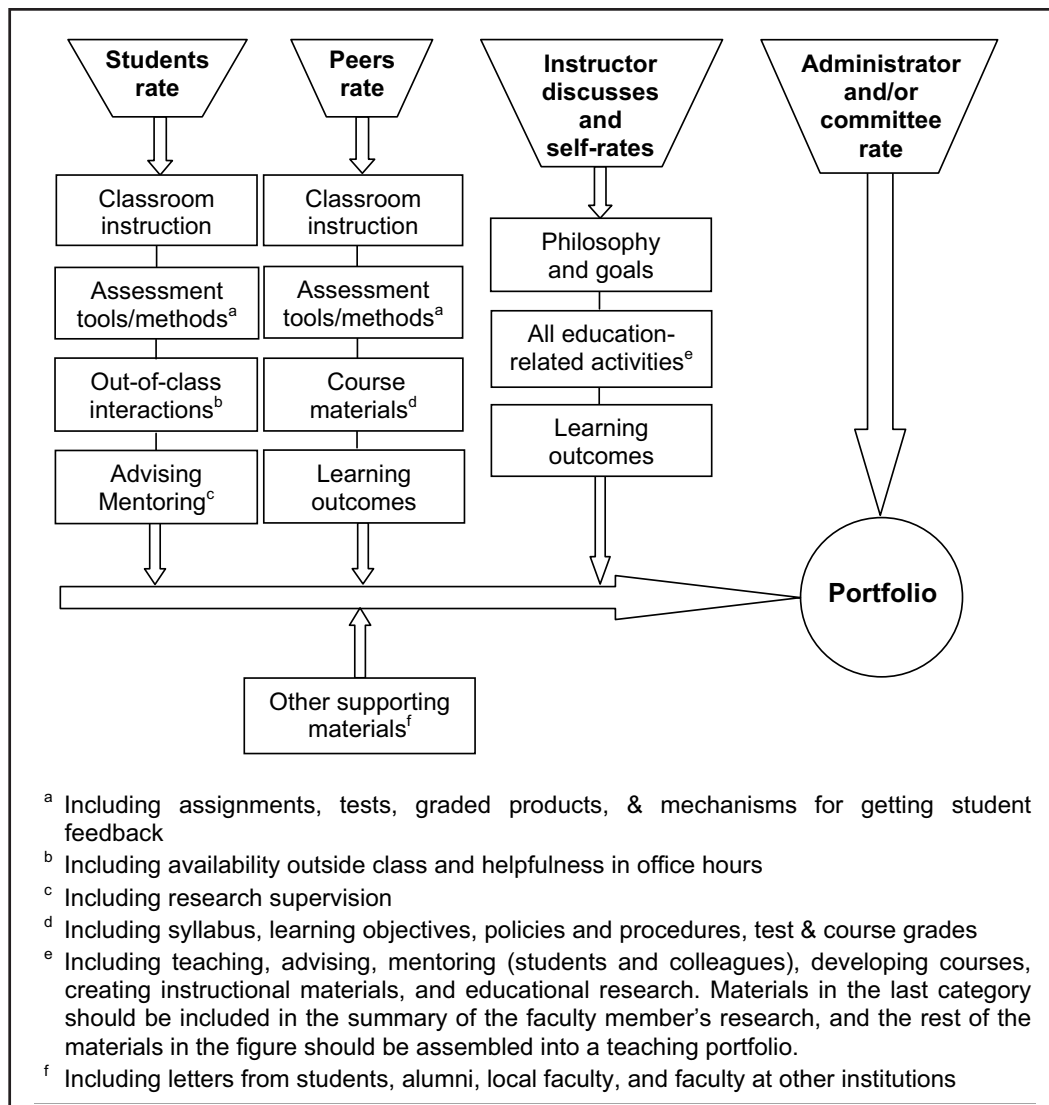 Students
rate
Peers
rate
Instructor
discusses
and
self-rates
Administrator
and/or
committee
rate
Classroom
instruction
Assessment
tools/methodsᵃ
Out-of-class
interactionsᵇ
Advising
Mentoringᶜ
Classroom
instruction
Assessment
tools/methodsᵃ
Course
materialsᵈ
Learning
outcomes
Philosophy
and goals
All education-
related activitiesᵉ
Learning
outcomes
Portfolio
Other supporting
materialsᶠ
ᵃ Including assignments, tests, graded products, & mechanisms for getting student
feedback
ᵇ Including availability outside class and helpfulness in office hours
ᶜ Including research supervision
ᵈ Including syllabus, learning objectives, policies and procedures, test & course grades
ᵉ Including teaching, advising, mentoring (students and colleagues), developing courses,
creating instructional materials, and educational research. Materials in the last category
should be included in the summary of the faculty member's research, and the rest of the
materials in the figure should be assembled into a teaching portfolio.
ᶠ Including letters from students, alumni, local faculty, and faculty at other institutions